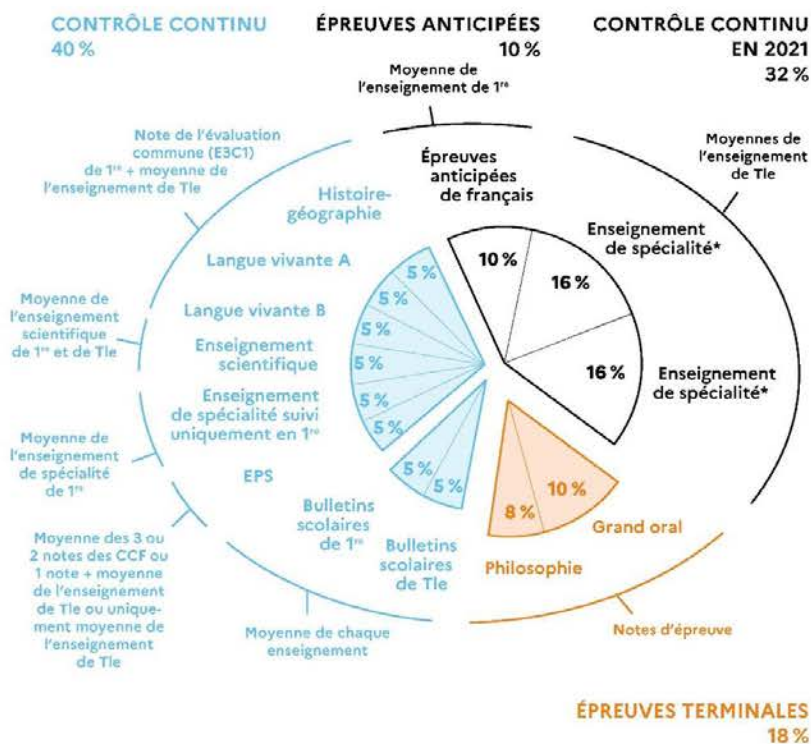 CONTRÔLE CONTINU
40 %
ÉPREUVES ANTICIPÉES
10 %
CONTRÔLE CONTINU
EN 2021
32 %
Moyenne de
l'enseignement de 1re
Note de l'évaluation
commune (E3C1)
de 1re + moyenne de
l'enseignement de Tle
Moyennes de
l'enseignement
de Tle
Épreuves
anticipées
de français
Histoire-
géographie
Enseignement
de spécialité*
Langue vivante A
Langue vivante B
Enseignement
scientifique
Enseignement
de spécialité suivi
uniquement en 1re
EPS
Moyenne de
l'enseignement
scientifique
de 1re et de Tle
5 %
5 %
5 %
5 %
5 %
5 %
10 %
16 %
16 %
Enseignement
de spécialité*
Moyenne de
l'enseignement
de spécialité
de 1re
5 %
5 %
8 %
10 %
Bulletins
scolaires
de 1re
Bulletins
scolaires
de Tle
Philosophie
Grand oral
Moyenne des 3 ou
2 notes des CCF ou
1 note + moyenne
de l'enseignement
de Tle ou unique-
ment moyenne de
l'enseignement
de Tle
Moyenne de chaque
enseignement
Notes d'épreuve
ÉPREUVES TERMINALES
18 %